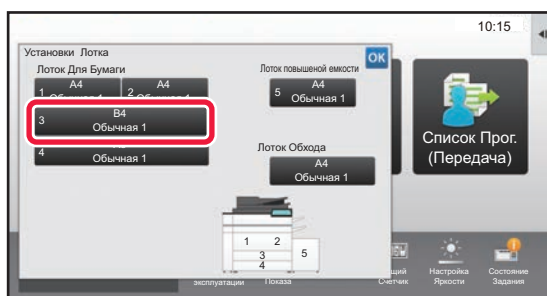 10:15
Установки Лотка
OK
Лоток Для Бумаги
Лоток повышеной емкости
1 A4
2 A4
5 A4
Обычная 1
3 B4
Обычная 1
4
Обычная 1
Лоток Обхода
A4
Обычная 1
Список Прог.
(Передача)
1 2
3
4
5
эксплуатации
Показа
Счетчик
Настройка
Яркости
Состояние
Задания